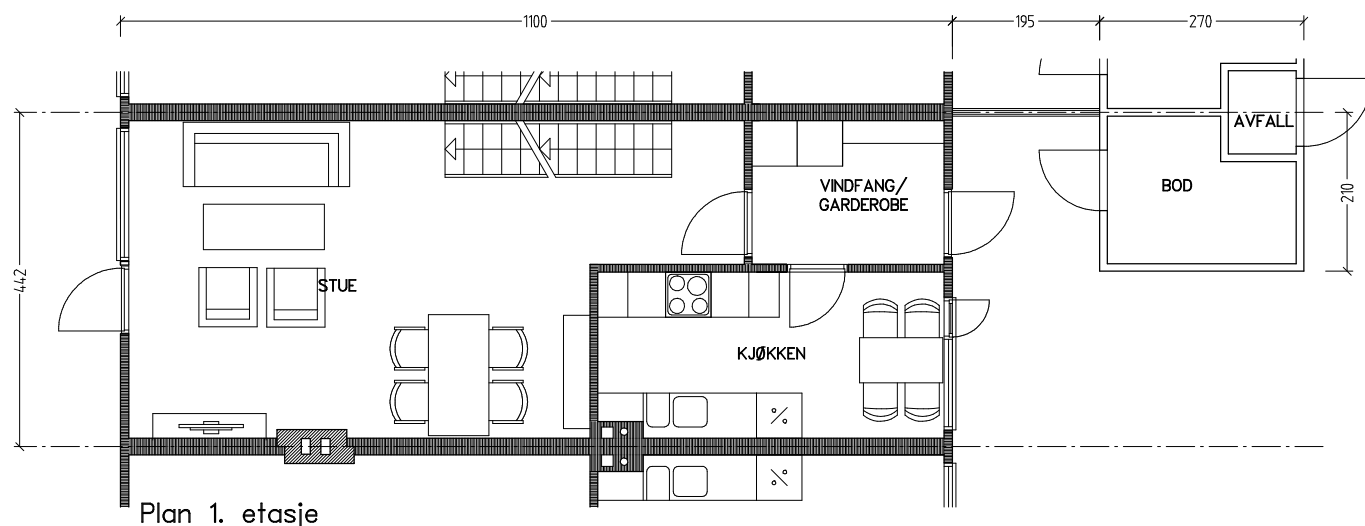 1100
195
270
AVFALL
VINDFANG/
GARDEROBE
BOD
210
442
STUE
KJØKKEN
Plan 1. etasje